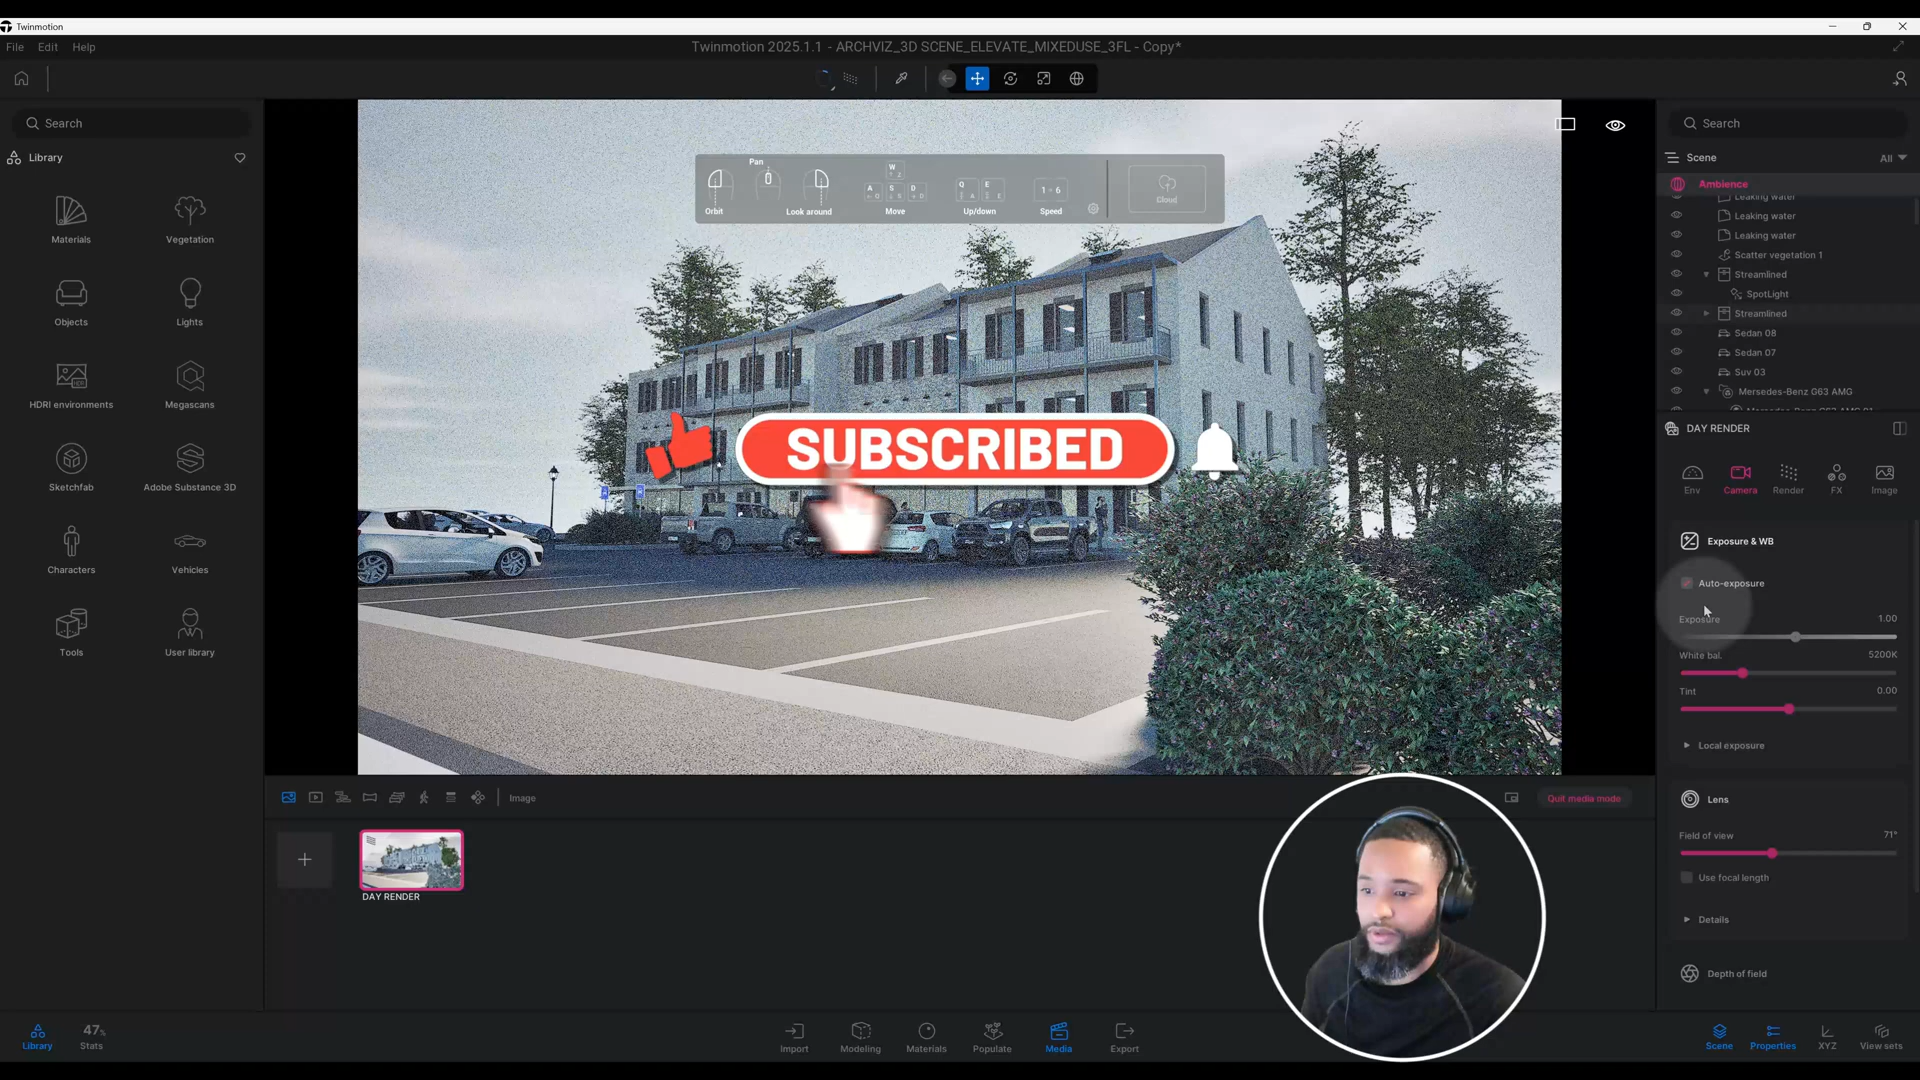 Twinmotion
File Edit Help
Twinmotion 2025.1.1 - ARCHVIZ_3D SCENE_ELEVATE_MIXEDUSE_3FL - Copy*
Search
Library
Materials
Vegetation
Objects
Lights
HDRI environments
Megascans
Sketchfab
Adobe Substance 3D
Characters
Vehicles
Tools
User library
Pan
Orbit
Look around
W
A S D
Move
Q E
Up/down
1 - 6
Speed
Cloud
SUBSCRIBED
Search
Scene All
Ambience
Leaking water
Leaking water
Leaking water
Scatter vegetation 1
Streamlined
SpotLight
Streamlined
Sedan 08
Sedan 07
Suv 03
Mersedes-Benz G63 AMG
DAY RENDER
Env Camera Render FX Image
Exposure & WB
Auto-exposure
Exposure 1.00
White bal. 5200K
Tint 0.00
Local exposure
Lens
Field of view 71°
Use focal length
Details
Depth of field
Image
Quit media mode
DAY RENDER
Library
47%
Stats
Import
Modeling
Materials
Populate
Media
Export
Scene
Properties
XYZ
View sets